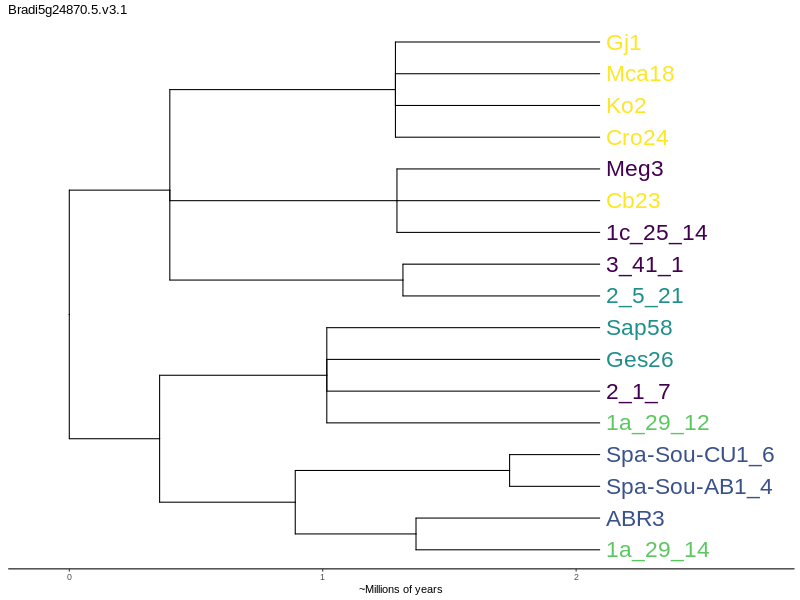 Bradi5g24870.5.v3.1
Gj1
Mca18
Ko2
Cro24
Meg3
Cb23
1c_25_14
3_41_1
2_5_21
Sap58
Ges26
2_1_7
1a_29_12
Spa-Sou-CU1_6
Spa-Sou-AB1_4
ABR3
1a_29_14
0 1 2
~Millions of years